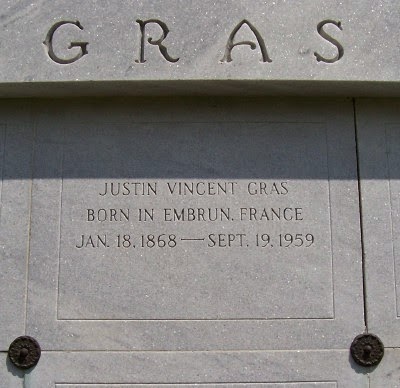 GRAS
JUSTIN VINCENT GRAS
BORN IN EMBRUN, FRANCE
JAN. 18, 1868—SEPT. 19, 1959